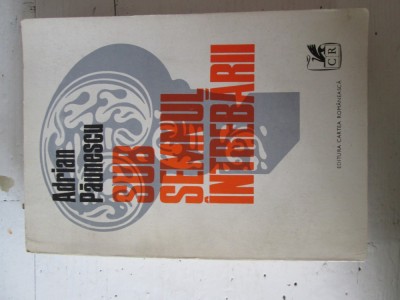 Adrian
Păunescu
SUB
SEMNUL
ÎNTREBĂRII
CR
EDITURA CARTEA ROMÂNEASCĂ